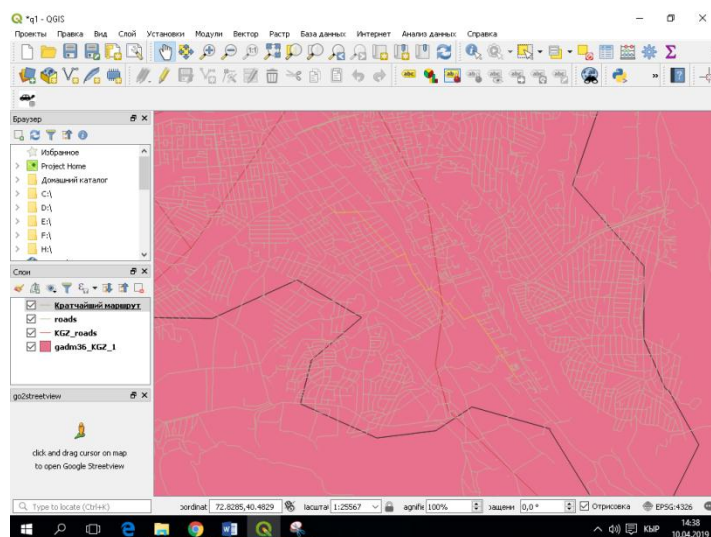 *q1 - QGIS
Проекты Правка Вид Слой Установки Модули Вектор Растр База данных Интернет Анализ данных Справка
Браузер
Избранное
Project Home
Домашний каталог
C:\
D:\
E:\
F:\
H:\
Слои
Кратчайший маршрут
roads
KGZ_roads
gadm36_KGZ_1
go2streetview
click and drag cursor on map
to open Google Streetview
Type to locate (Ctrl+K) oordinat 72.8285,40.4829 1:25567 agnifie 100% 0,0 ° Отрисовка EPSG:4326
КЫР 14:38
10.04.2019